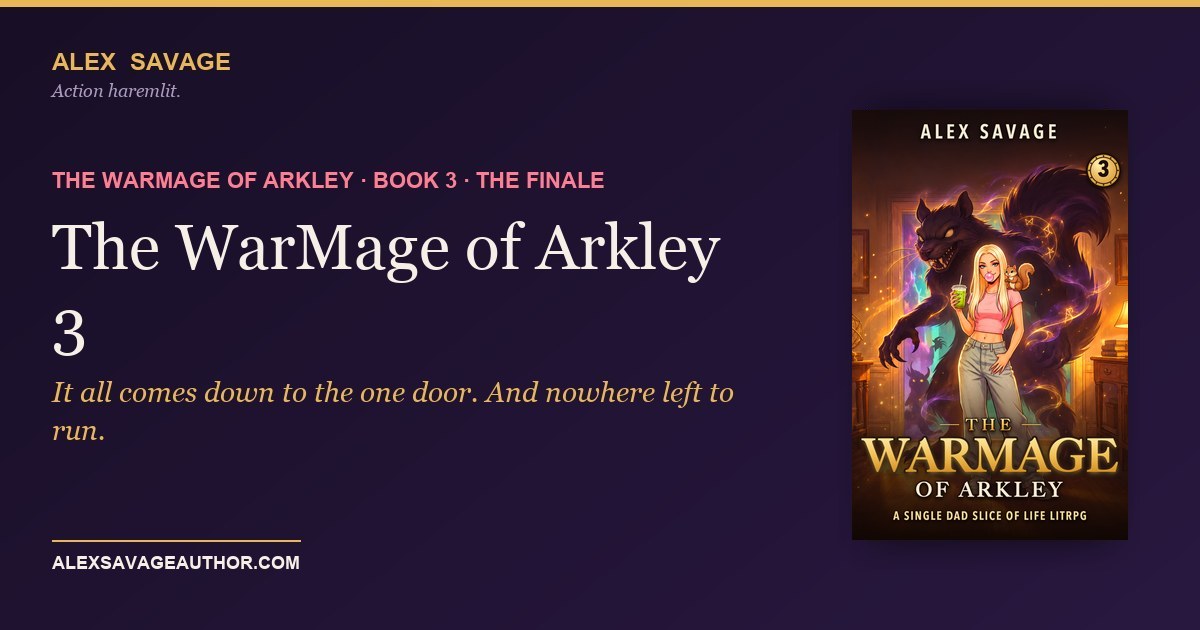 ALEX SAVAGE
Action haremlit.
THE WARMAGE OF ARKLEY · BOOK 3 · THE FINALE
The WarMage of Arkley
3
It all comes down to the one door. And nowhere left to
run.
ALEXSAVAGEAUTHOR.COM
ALEX SAVAGE
3
THE
WARMAGE
OF ARKLEY
A SINGLE DAD SLICE OF LIFE LITRPG